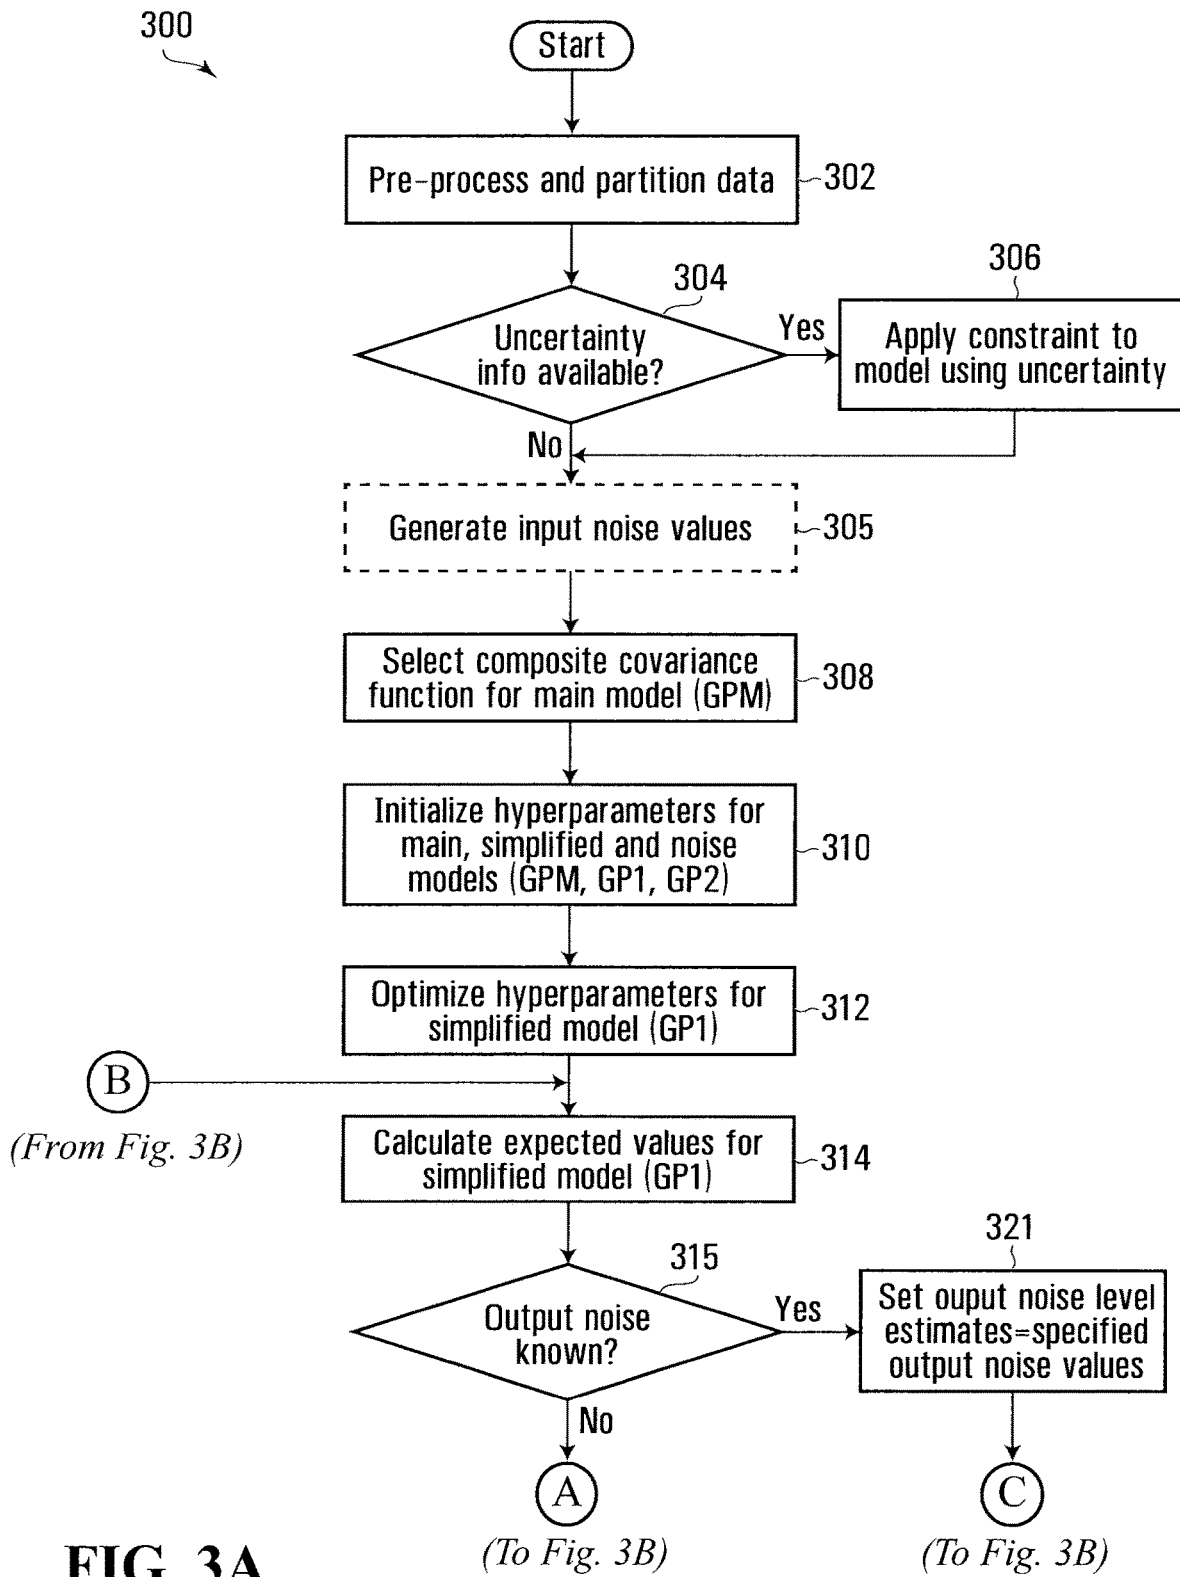 300
Start
Pre-process and partition data
302
304
Uncertainty
info available?
Yes
306
Apply constraint to
model using uncertainty
No
Generate input noise values
305
Select composite covariance
function for main model (GPM)
308
Initialize hyperparameters for
main, simplified and noise
models (GPM, GP1, GP2)
310
Optimize hyperparameters for
simplified model (GP1)
312
B
(From Fig. 3B)
Calculate expected values for
simplified model (GP1)
314
315
Output noise
known?
Yes
321
Set ouput noise level
estimates=specified
output noise values
No
A
(To Fig. 3B)
C
(To Fig. 3B)
FIG. 3A